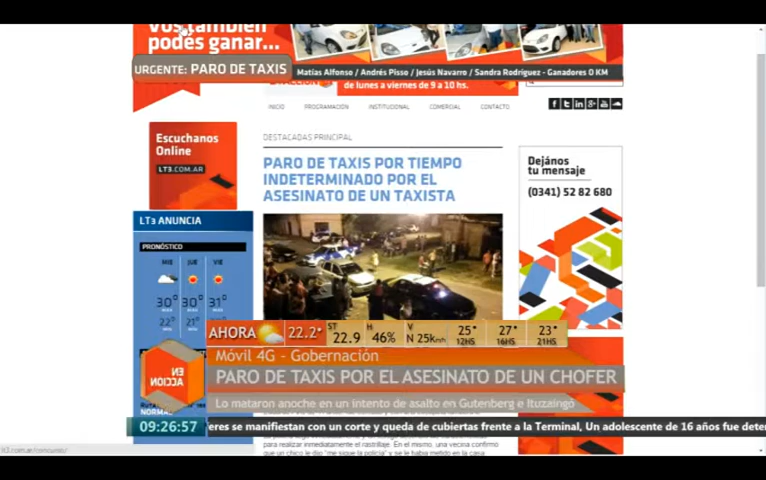 Vos también
podés ganar...
URGENTE: PARO DE TAXIS
Matías Alfonso / Andrés Pisso / Jesús Navarro / Sandra Rodríguez - Ganadores 0 KM
de lunes a viernes de 9 a 10 hs.
INICIO PROGRAMACIÓN INSTITUCIONAL COMERCIAL CONTACTO
DESTACADAS PRINCIPAL
Escuchanos
Online
LT3.COM.AR
PARO DE TAXIS POR TIEMPO
INDETERMINADO POR EL
ASESINATO DE UN TAXISTA
Dejános
tu mensaje
(0341) 52 82 680
LT3 ANUNCIA
PRONÓSTICO
MIE JUE VIE
30° 30° 31°
22° 21°
AHORA 22.2° ST 22.9 H 46% V N 25km/h 25° 12HS 27° 16HS 23° 21HS
Móvil 4G - Gobernación
EN
ACCION
PARO DE TAXIS POR EL ASESINATO DE UN CHOFER
Lo mataron anoche en un intento de asalto en Gutenberg e Ituzaingó
NORMAL
09:26:57
eres se manifiestan con un corte y queda de cubiertas frente a la Terminal, Un adolescente de 16 años fue deter
para realizar inmediatamente el rastrillaje. En el mismo, una vecina confirmó
que un chico le dijo "me sigue la policía" y se le había metido en la casa
lt3.com.ar/concurso/